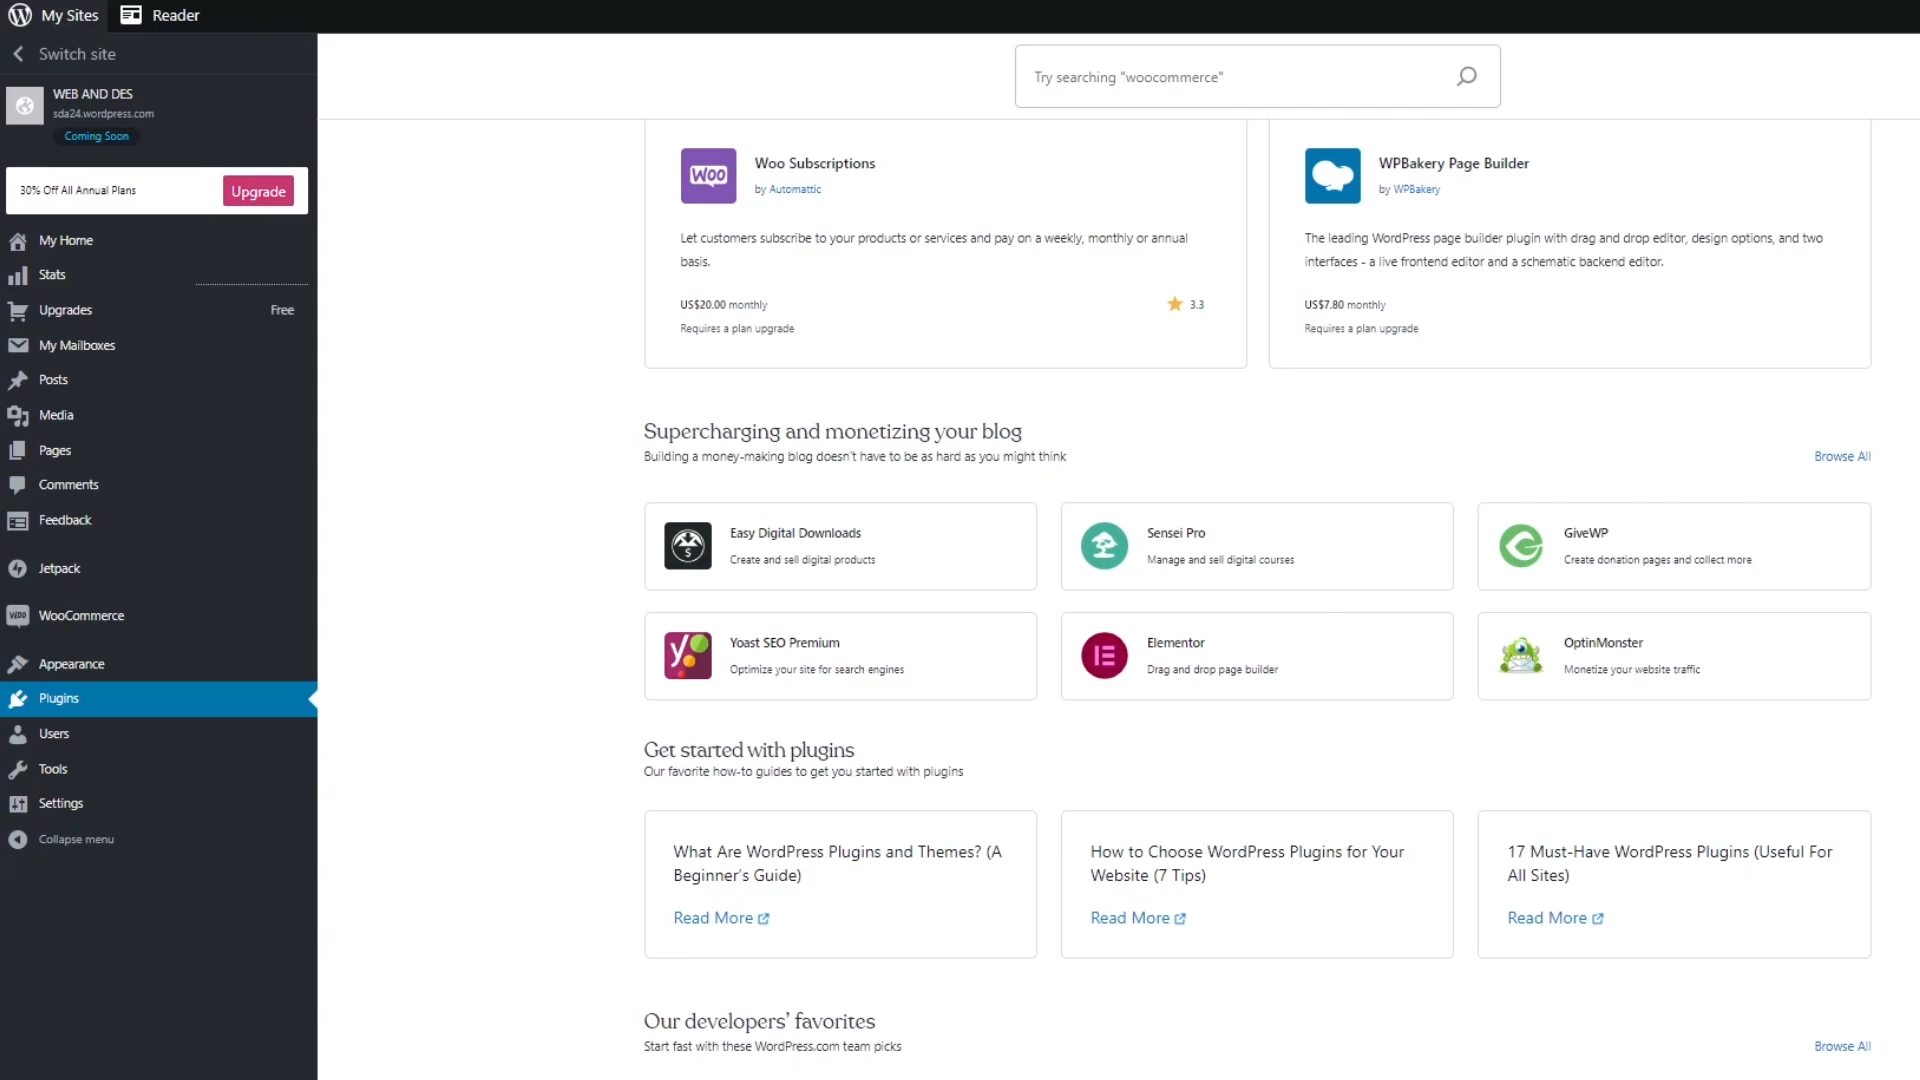 My Sites
Reader
Switch site
WEB AND DES
sda24.wordpress.com
Coming Soon
30% Off All Annual Plans
Upgrade
My Home
Stats
Upgrades
Free
My Mailboxes
Posts
Media
Pages
Comments
Feedback
Jetpack
WooCommerce
Appearance
Plugins
Users
Tools
Settings
Collapse menu
Try searching "woocommerce"
WOO
Woo Subscriptions
by Automattic
Let customers subscribe to your products or services and pay on a weekly, monthly or annual
basis.
US$20.00 monthly
3.3
Requires a plan upgrade
WPBakery Page Builder
by WPBakery
The leading WordPress page builder plugin with drag and drop editor, design options, and two
interfaces - a live frontend editor and a schematic backend editor.
US$7.80 monthly
Requires a plan upgrade
Supercharging and monetizing your blog
Building a money-making blog doesn't have to be as hard as you might think
Browse All
Easy Digital Downloads
Create and sell digital products
Sensei Pro
Manage and sell digital courses
GiveWP
Create donation pages and collect more
Yoast SEO Premium
Optimize your site for search engines
Elementor
Drag and drop page builder
OptinMonster
Monetize your website traffic
Get started with plugins
Our favorite how-to guides to get you started with plugins
What Are WordPress Plugins and Themes? (A
Beginner's Guide)
Read More
How to Choose WordPress Plugins for Your
Website (7 Tips)
Read More
17 Must-Have WordPress Plugins (Useful For
All Sites)
Read More
Our developers' favorites
Start fast with these WordPress.com team picks
Browse All